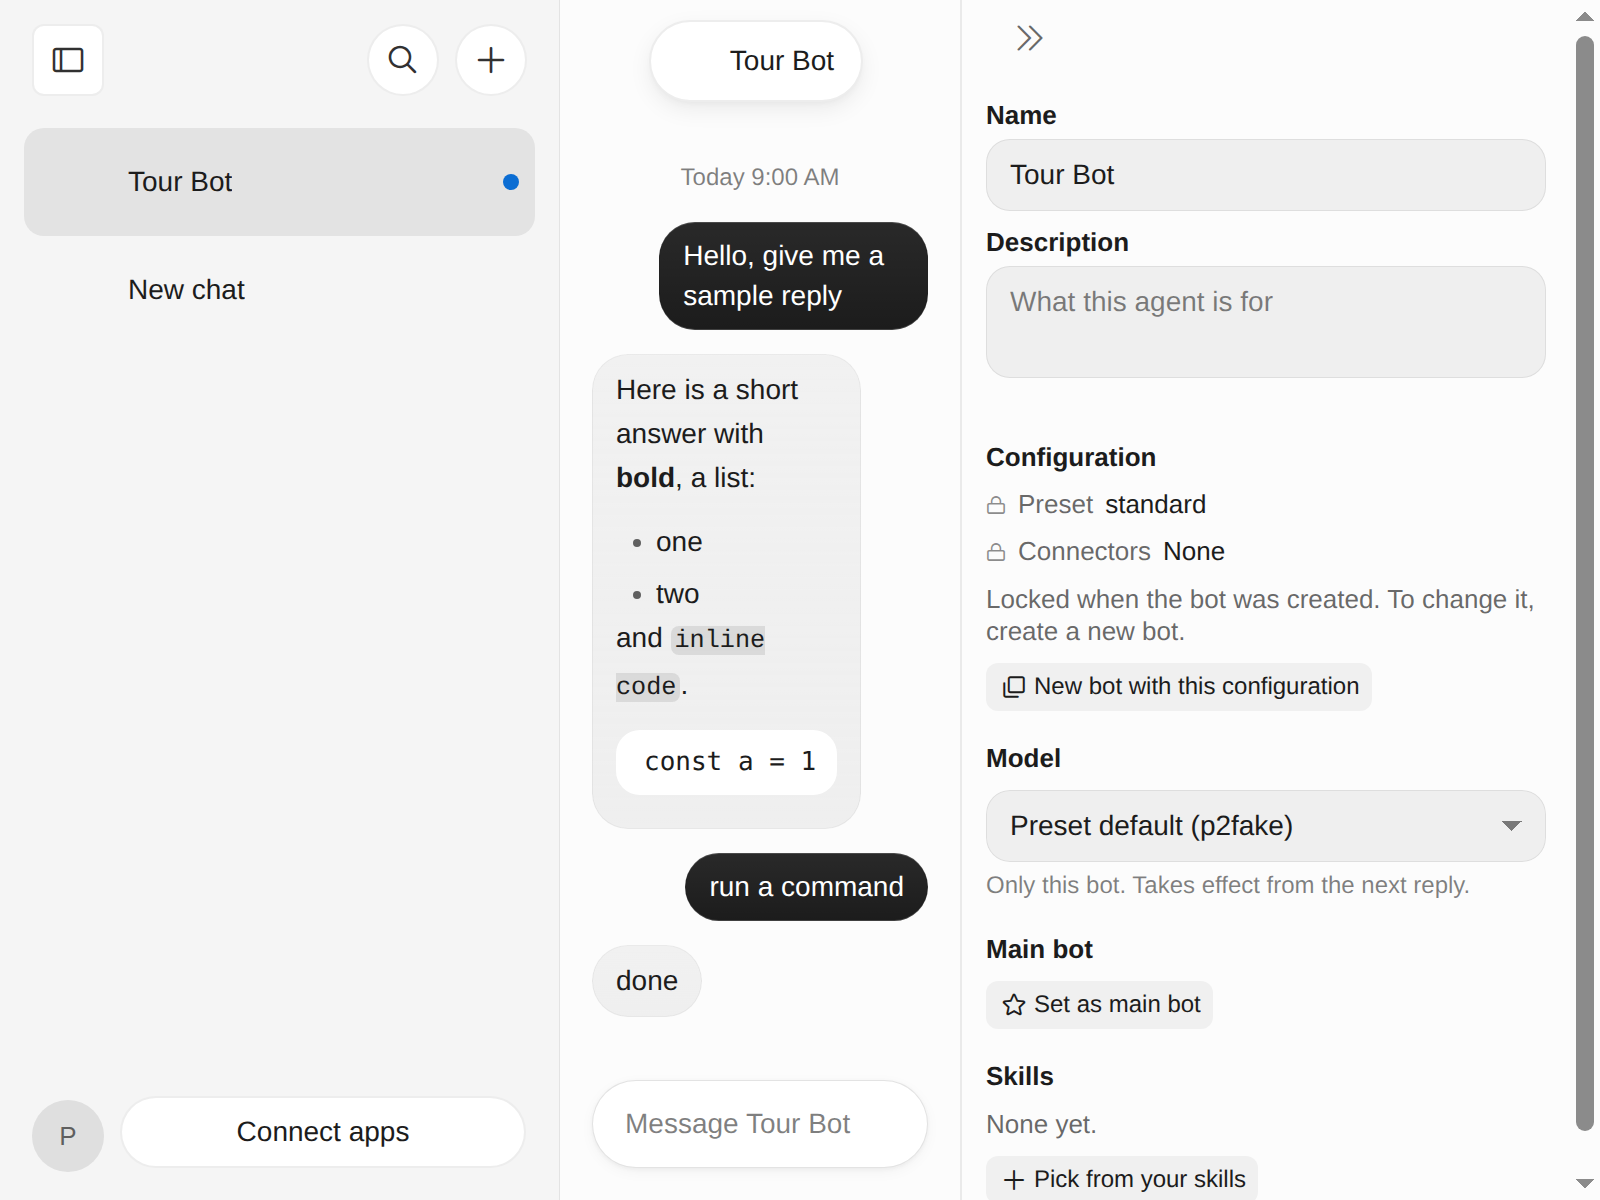 Tour Bot
New chat
P
Connect apps
Tour Bot
Today 9:00 AM
Hello, give me a
sample reply
Here is a short
answer with
bold, a list:
• one
• two
and inline
code.
const a = 1
run a command
done
Message Tour Bot
Name
Tour Bot
Description
What this agent is for
Configuration
Preset standard
Connectors None
Locked when the bot was created. To change it,
create a new bot.
New bot with this configuration
Model
Preset default (p2fake)
Only this bot. Takes effect from the next reply.
Main bot
Set as main bot
Skills
None yet.
Pick from your skills